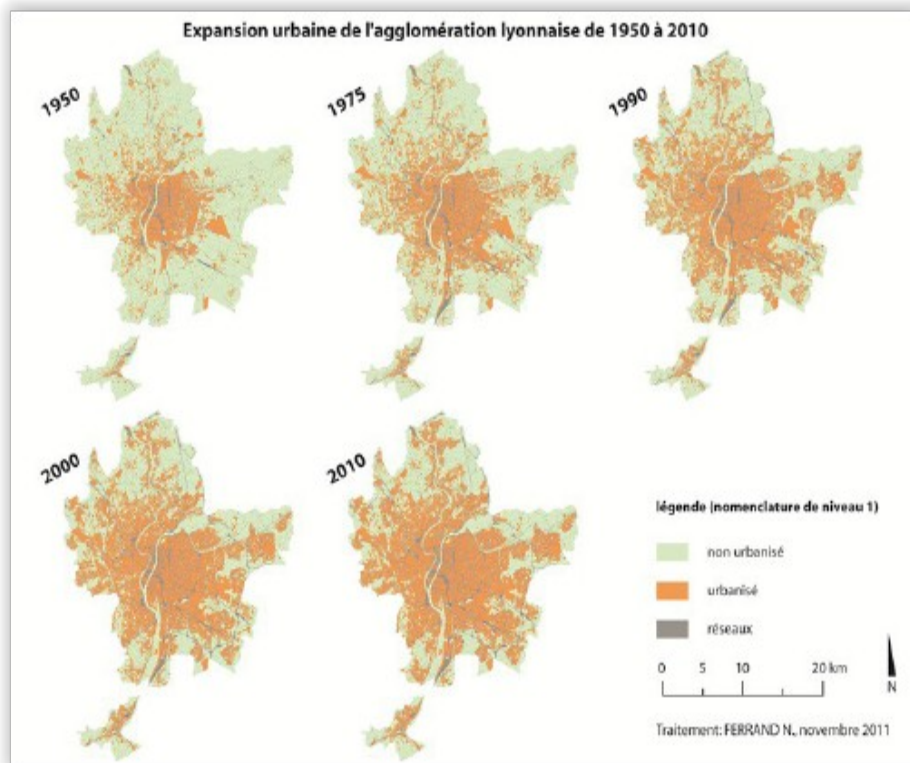 Expansion urbaine de l'agglomération lyonnaise de 1950 à 2010
1950
1975
1990
2000
2010
légende (nomenclature de niveau 1)
non urbanisé
urbanisé
réseaux
0 5 10 20 km
N
Traitement: FERRAND N., novembre 2011